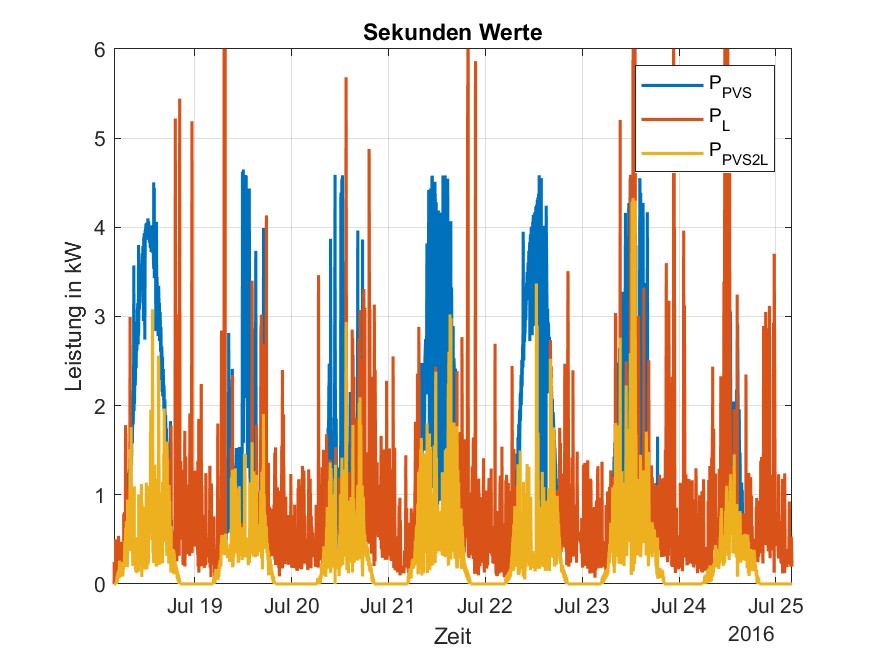 Sekunden Werte
Leistung in kW
6
5
4
3
2
1
0
P_PVS
P_L
P_PVS2L
Jul 19 Jul 20 Jul 21 Jul 22 Jul 23 Jul 24 Jul 25
Zeit
2016